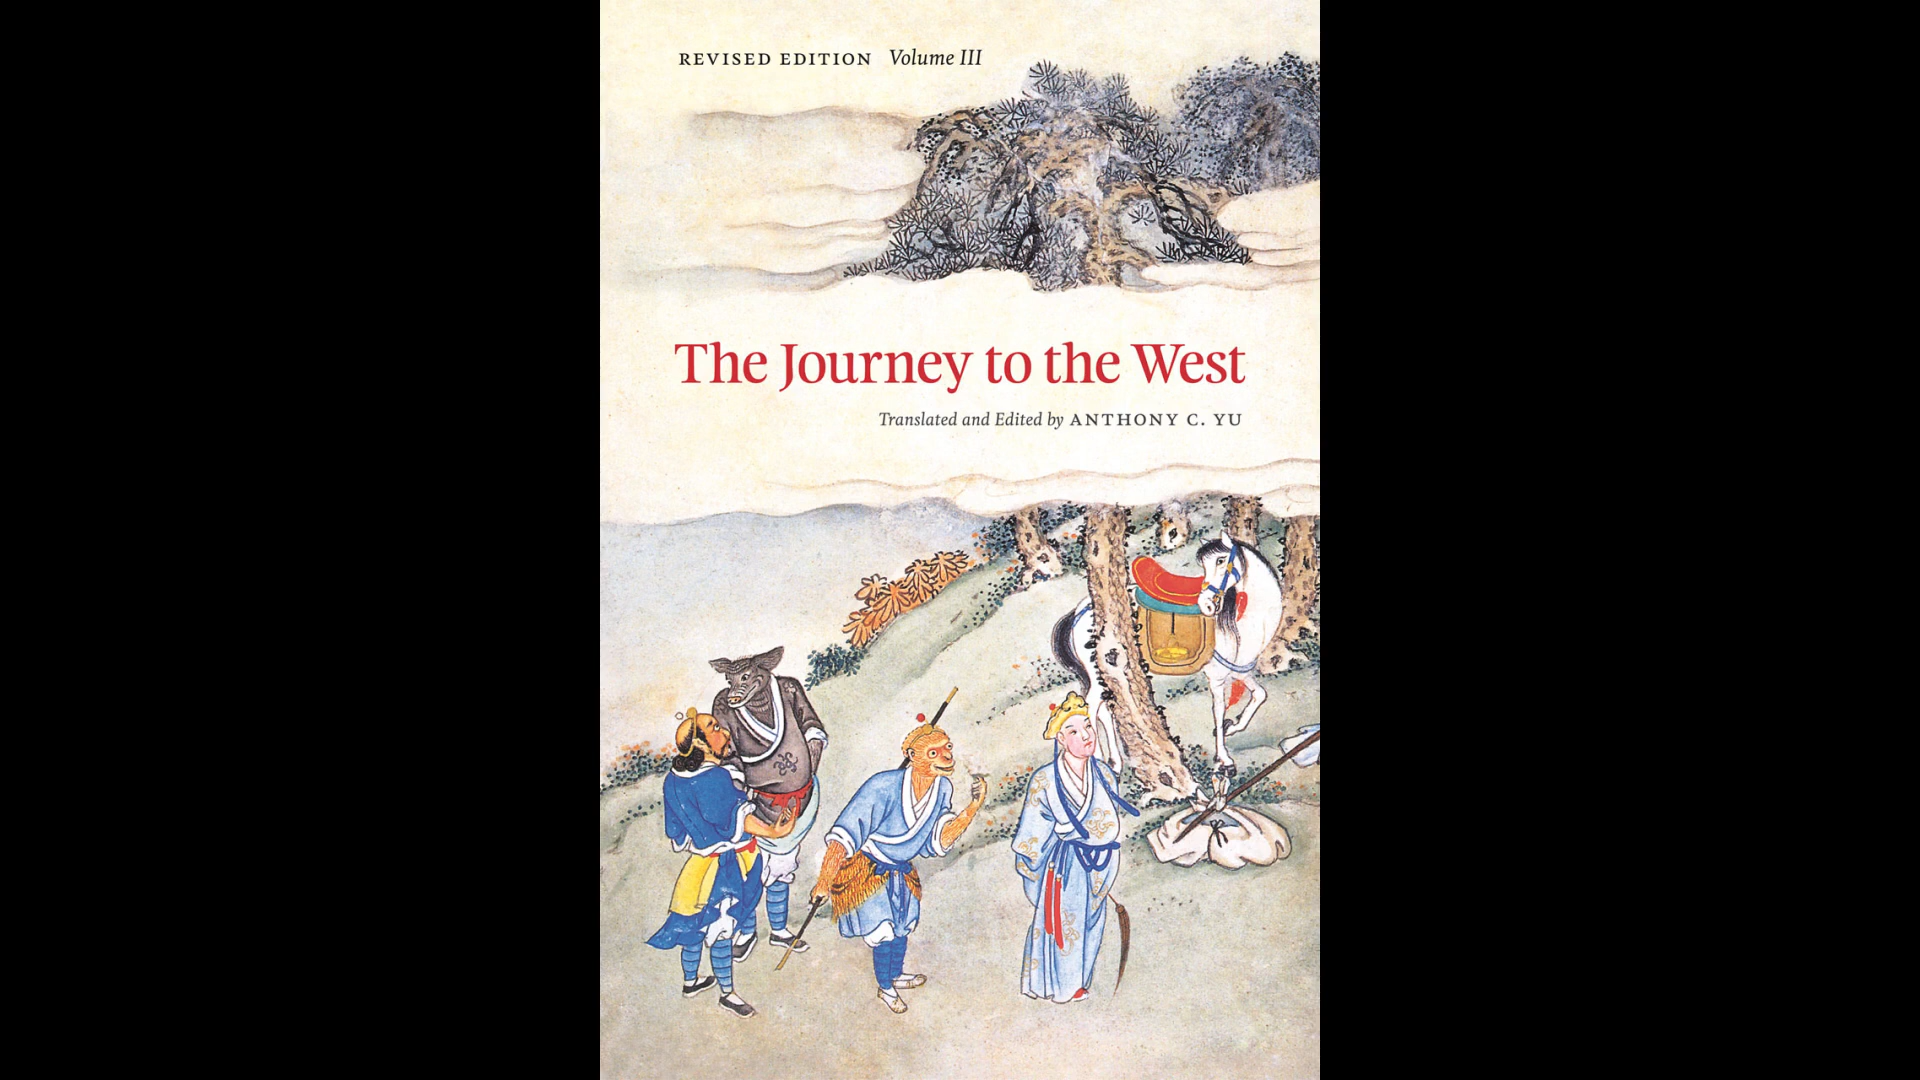 REVISED EDITION Volume III
The Journey to the West
Translated and Edited by ANTHONY C. YU